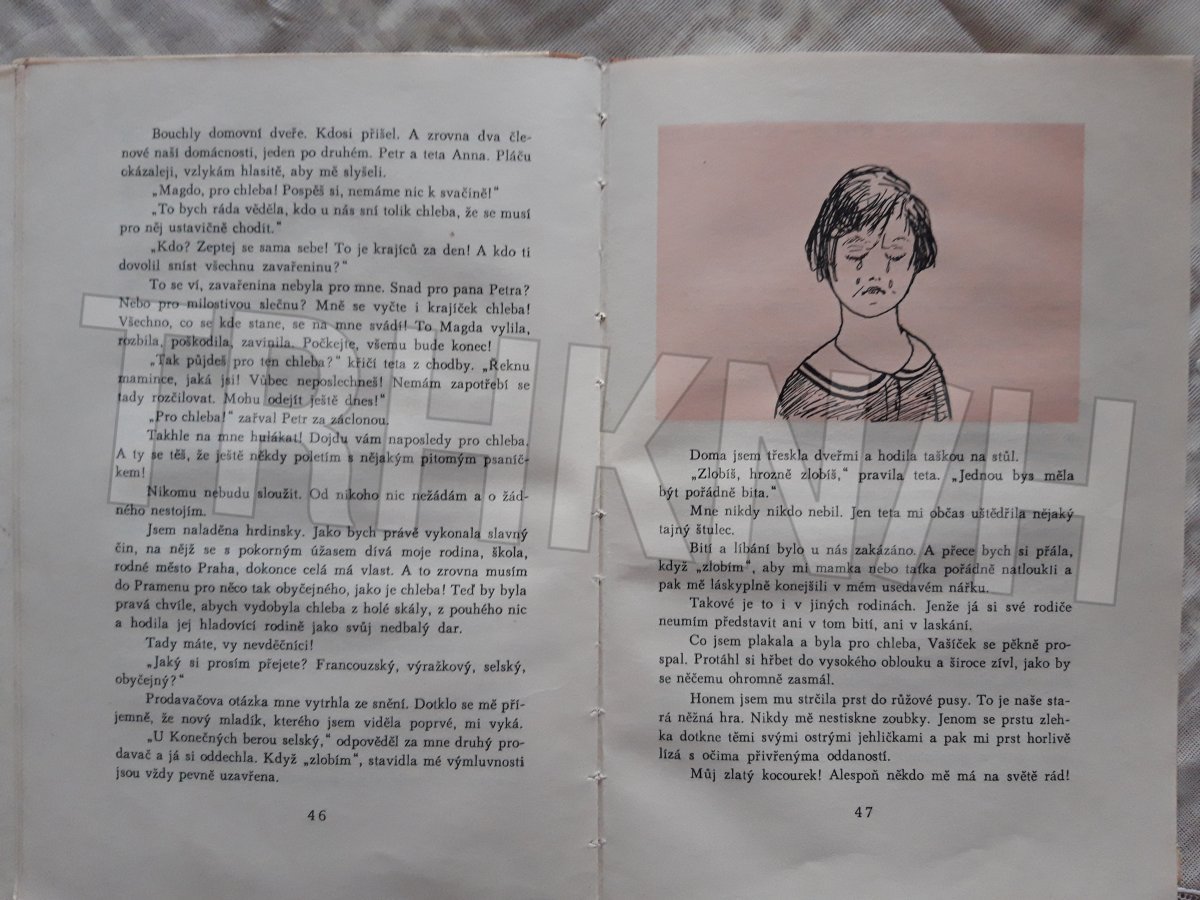 Bouchly domovní dveře. Kdosi přišel. A zrovna dva čle-
nové naší domácnosti, jeden po druhém. Petr a teta Anna. Pláču
okázaleji, vzlykám hlasitě, aby mě slyšeli.
„Magdo, pro chleba! Pospěš si, nemáme nic k svačině!"
„To bych ráda věděla, kdo u nás sní tolik chleba, že se musí
pro něj ustavičně chodit."
„Kdo? Zeptej se sama sebe! To je krajíců za den! A kdo ti
dovolil sníst všechnu zavařeninu?"
To se ví, zavařenina nebyla pro mne. Snad pro pana Petra?
Nebo pro milostivou slečnu? Mně se vyčte i krajíček chleba!
Všechno, co se kde stane, se na mne svádí! To Magda vylila,
rozbila, poškodila, zavinila. Počkejte, všemu bude konec!
„Tak půjdeš pro ten chleba?" křičí teta z chodby. „Řeknu
mamince, jaká jsi! Vůbec neposlechneš! Nemám zapotřebí se
tady rozčilovat. Mohu odejít ještě dnes!"
„Pro chleba!" zařval Petr za záclonou.
Takhle na mne hulákat! Dojdu vám naposledy pro chleba.
A ty se těš, že ještě někdy poletím s nějakým pitomým psaníč-
kem!
Nikomu nebudu sloužit. Od nikoho nic nežádám a o žád-
ného nestojím.
Jsem naladěna hrdinsky. Jako bych právě vykonala slavný
čin, na nějž se s pokorným úžasem dívá moje rodina, škola,
rodné město Praha, dokonce celá má vlast. A to zrovna musím
do Pramenu pro něco tak obyčejného, jako je chleba! Teď by byla
pravá chvíle, abych vydobyla chleba z holé skály, z pouhého nic
a hodila jej hladovící rodině jako svůj nedbalý dar.
Tady máte, vy nevděčníci!
„Jaký si prosím přejete? Francouzský, výražkový, selský,
obyčejný?"
Prodavačova otázka mne vytrhla ze snění. Dotklo se mě pří-
jemně, že nový mladík, kterého jsem viděla poprvé, mi vyká.
„U Konečných berou selský," odpověděl za mne druhý pro-
davač a já si oddechla. Když „zlobím", stavidla mé výmluvnosti
jsou vždy pevně uzavřena.
46
Doma jsem třeskla dveřmi a hodila taškou na stůl.
„Zlobíš, hrozně zlobíš," pravila teta. „Jednou bys měla
být pořádně bita."
Mne nikdy nikdo nebil. Jen teta mi občas uštědřila nějaký
tajný štulec.
Bití a líbání bylo u nás zakázáno. A přece bych si přála,
když „zlobím", aby mi mamka nebo taťka pořádně natloukli a
pak mě láskyplně konejšili v mém usedavém nářku.
Takové je to i v jiných rodinách. Jenže já si své rodiče
neumím představit ani v tom bití, ani v laskání.
Co jsem plakala a byla pro chleba, Vašíček se pěkně pro-
spal. Protáhl si hřbet do vysokého oblouku a široce zívl, jako by
se něčemu ohromně zasmál.
Honem jsem mu strčila prst do růžové pusy. To je naše sta-
rá něžná hra. Nikdy mě nestiskne zoubky. Jenom se prstu zleh-
ka dotkne těmi svými ostrými jehličkami a pak mi prst horlivě
lízá s očima přivřenýma oddaností.
Můj zlatý kocourek! Alespoň někdo mě má na světě rád!
47
TRHKNIH